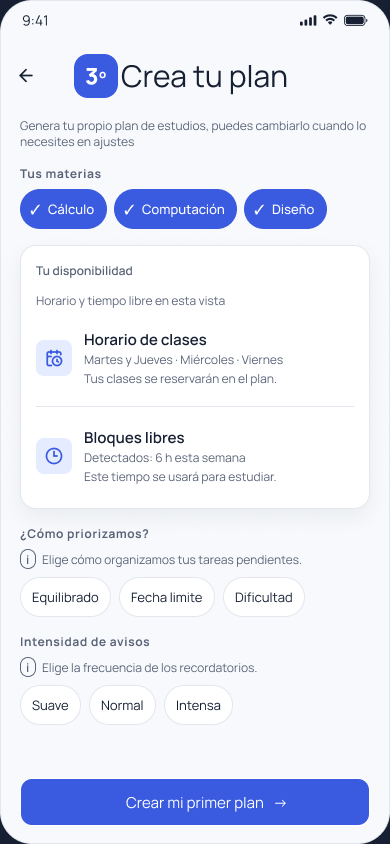 9:41
←
3º Crea tu plan
Genera tu propio plan de estudios, puedes cambiarlo cuando lo
necesites en ajustes
Tus materias
✓ Cálculo ✓ Computación ✓ Diseño
Tu disponibilidad
Horario y tiempo libre en esta vista
Horario de clases
Martes y Jueves · Miércoles · Viernes
Tus clases se reservarán en el plan.
Bloques libres
Detectados: 6 h esta semana
Este tiempo se usará para estudiar.
¿Cómo priorizamos?
i Elige cómo organizamos tus tareas pendientes.
Equilibrado Fecha limite Dificultad
Intensidad de avisos
i Elige la frecuencia de los recordatorios.
Suave Normal Intensa
Crear mi primer plan →